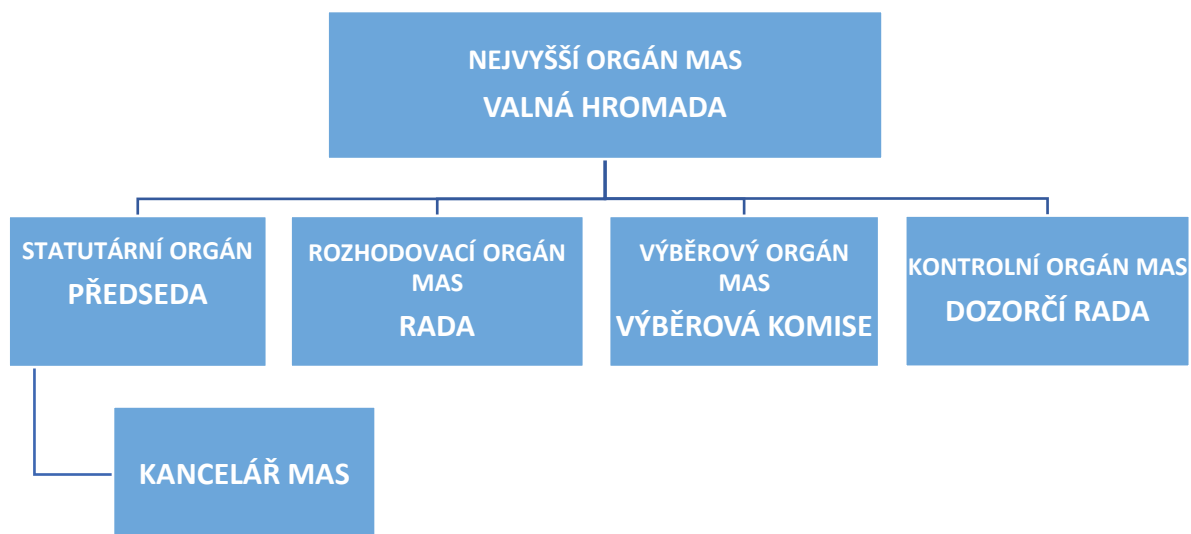 NEJVYŠŠÍ ORGÁN MAS
VALNÁ HROMADA
STATUTÁRNÍ ORGÁN
PŘEDSEDA
ROZHODOVACÍ ORGÁN
MAS
RADA
VÝBĚROVÝ ORGÁN
MAS
VÝBĚROVÁ KOMISE
KONTROLNÍ ORGÁN MAS
DOZORČÍ RADA
KANCELÁŘ MAS